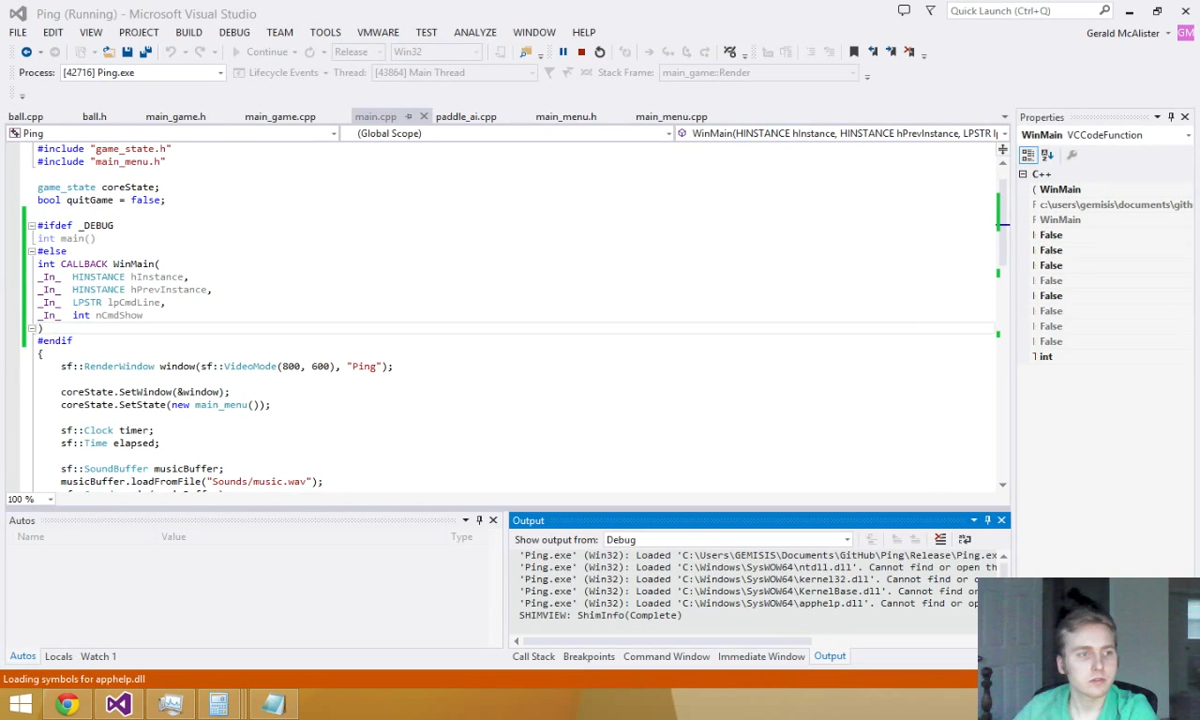 Ping (Running) - Microsoft Visual Studio
Quick Launch (Ctrl+Q)
FILE EDIT VIEW PROJECT BUILD DEBUG TEAM TOOLS VMWARE TEST ANALYZE WINDOW HELP
Gerald McAlister GM
Continue Release Win32
Process: [42716] Ping.exe Lifecycle Events Thread: [43864] Main Thread Stack Frame: main_game::Render
ball.cpp ball.h main_game.h main_game.cpp main.cpp paddle_ai.cpp main_menu.h main_menu.cpp
Ping (Global Scope) WinMain(HINSTANCE hInstance, HINSTANCE hPrevInstance, LPSTR
#include "game_state.h"
#include "main_menu.h"
game_state coreState;
bool quitGame = false;
#ifdef _DEBUG
int main()
#else
int CALLBACK WinMain(
_In_ HINSTANCE hInstance,
_In_ HINSTANCE hPrevInstance,
_In_ LPSTR lpCmdLine,
_In_ int nCmdShow
)
#endif
{
sf::RenderWindow window(sf::VideoMode(800, 600), "Ping");
coreState.SetWindow(&window);
coreState.SetState(new main_menu());
sf::Clock timer;
sf::Time elapsed;
sf::SoundBuffer musicBuffer;
musicBuffer.loadFromFile("Sounds/music.wav");
100 %
Properties
WinMain VCCodeFunction
C++
( WinMain
F c:\users\gemisis\documents\gith
F WinMain
I False
I False
I False
I False
I False
I False
I False
I False
T int
Autos
Name Value Type
Autos Locals Watch 1
Output
Show output from: Debug
'Ping.exe' (Win32): Loaded 'C:\Users\GEMISIS\Documents\GitHub\Ping\Release\Ping.ex
'Ping.exe' (Win32): Loaded 'C:\Windows\SysWOW64\ntdll.dll'. Cannot find or open th
'Ping.exe' (Win32): Loaded 'C:\Windows\SysWOW64\kernel32.dll'. Cannot find or
'Ping.exe' (Win32): Loaded 'C:\Windows\SysWOW64\KernelBase.dll'. Cannot find or
'Ping.exe' (Win32): Loaded 'C:\Windows\SysWOW64\apphelp.dll'. Cannot find or op
SHIMVIEW: ShimInfo(Complete)
Call Stack Breakpoints Command Window Immediate Window Output
Loading symbols for apphelp.dll